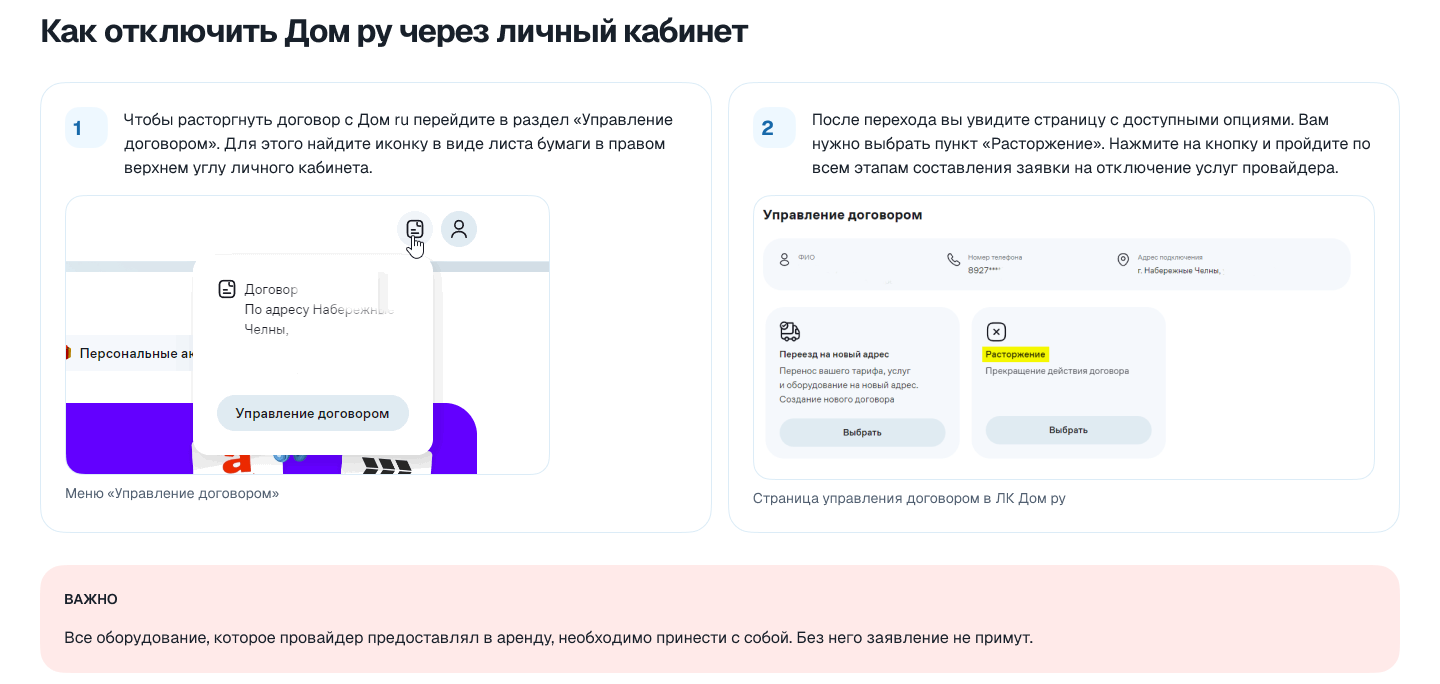 Как отключить Дом ру через личный кабинет
1
Чтобы расторгнуть договор с Дом ru перейдите в раздел «Управление
договором». Для этого найдите иконку в виде листа бумаги в правом
верхнем углу личного кабинета.
Договор
По адресу Набережные
Челны,
Персональные ак
Управление договором
а
Меню «Управление договором»
2
После перехода вы увидите страницу с доступными опциями. Вам
нужно выбрать пункт «Расторжение». Нажмите на кнопку и пройдите по
всем этапам составления заявки на отключение услуг провайдера.
Управление договором
ФИО
Номер телефона
8927****
Адрес подключения
г. Набережные Челны,
Переезд на новый адрес
Перенос вашего тарифа, услуг
и оборудование на новый адрес.
Создание нового договора
Выбрать
Расторжение
Прекращение действия договора
Выбрать
Страница управления договором в ЛК Дом ру
ВАЖНО
Все оборудование, которое провайдер предоставлял в аренду, необходимо принести с собой. Без него заявление не примут.